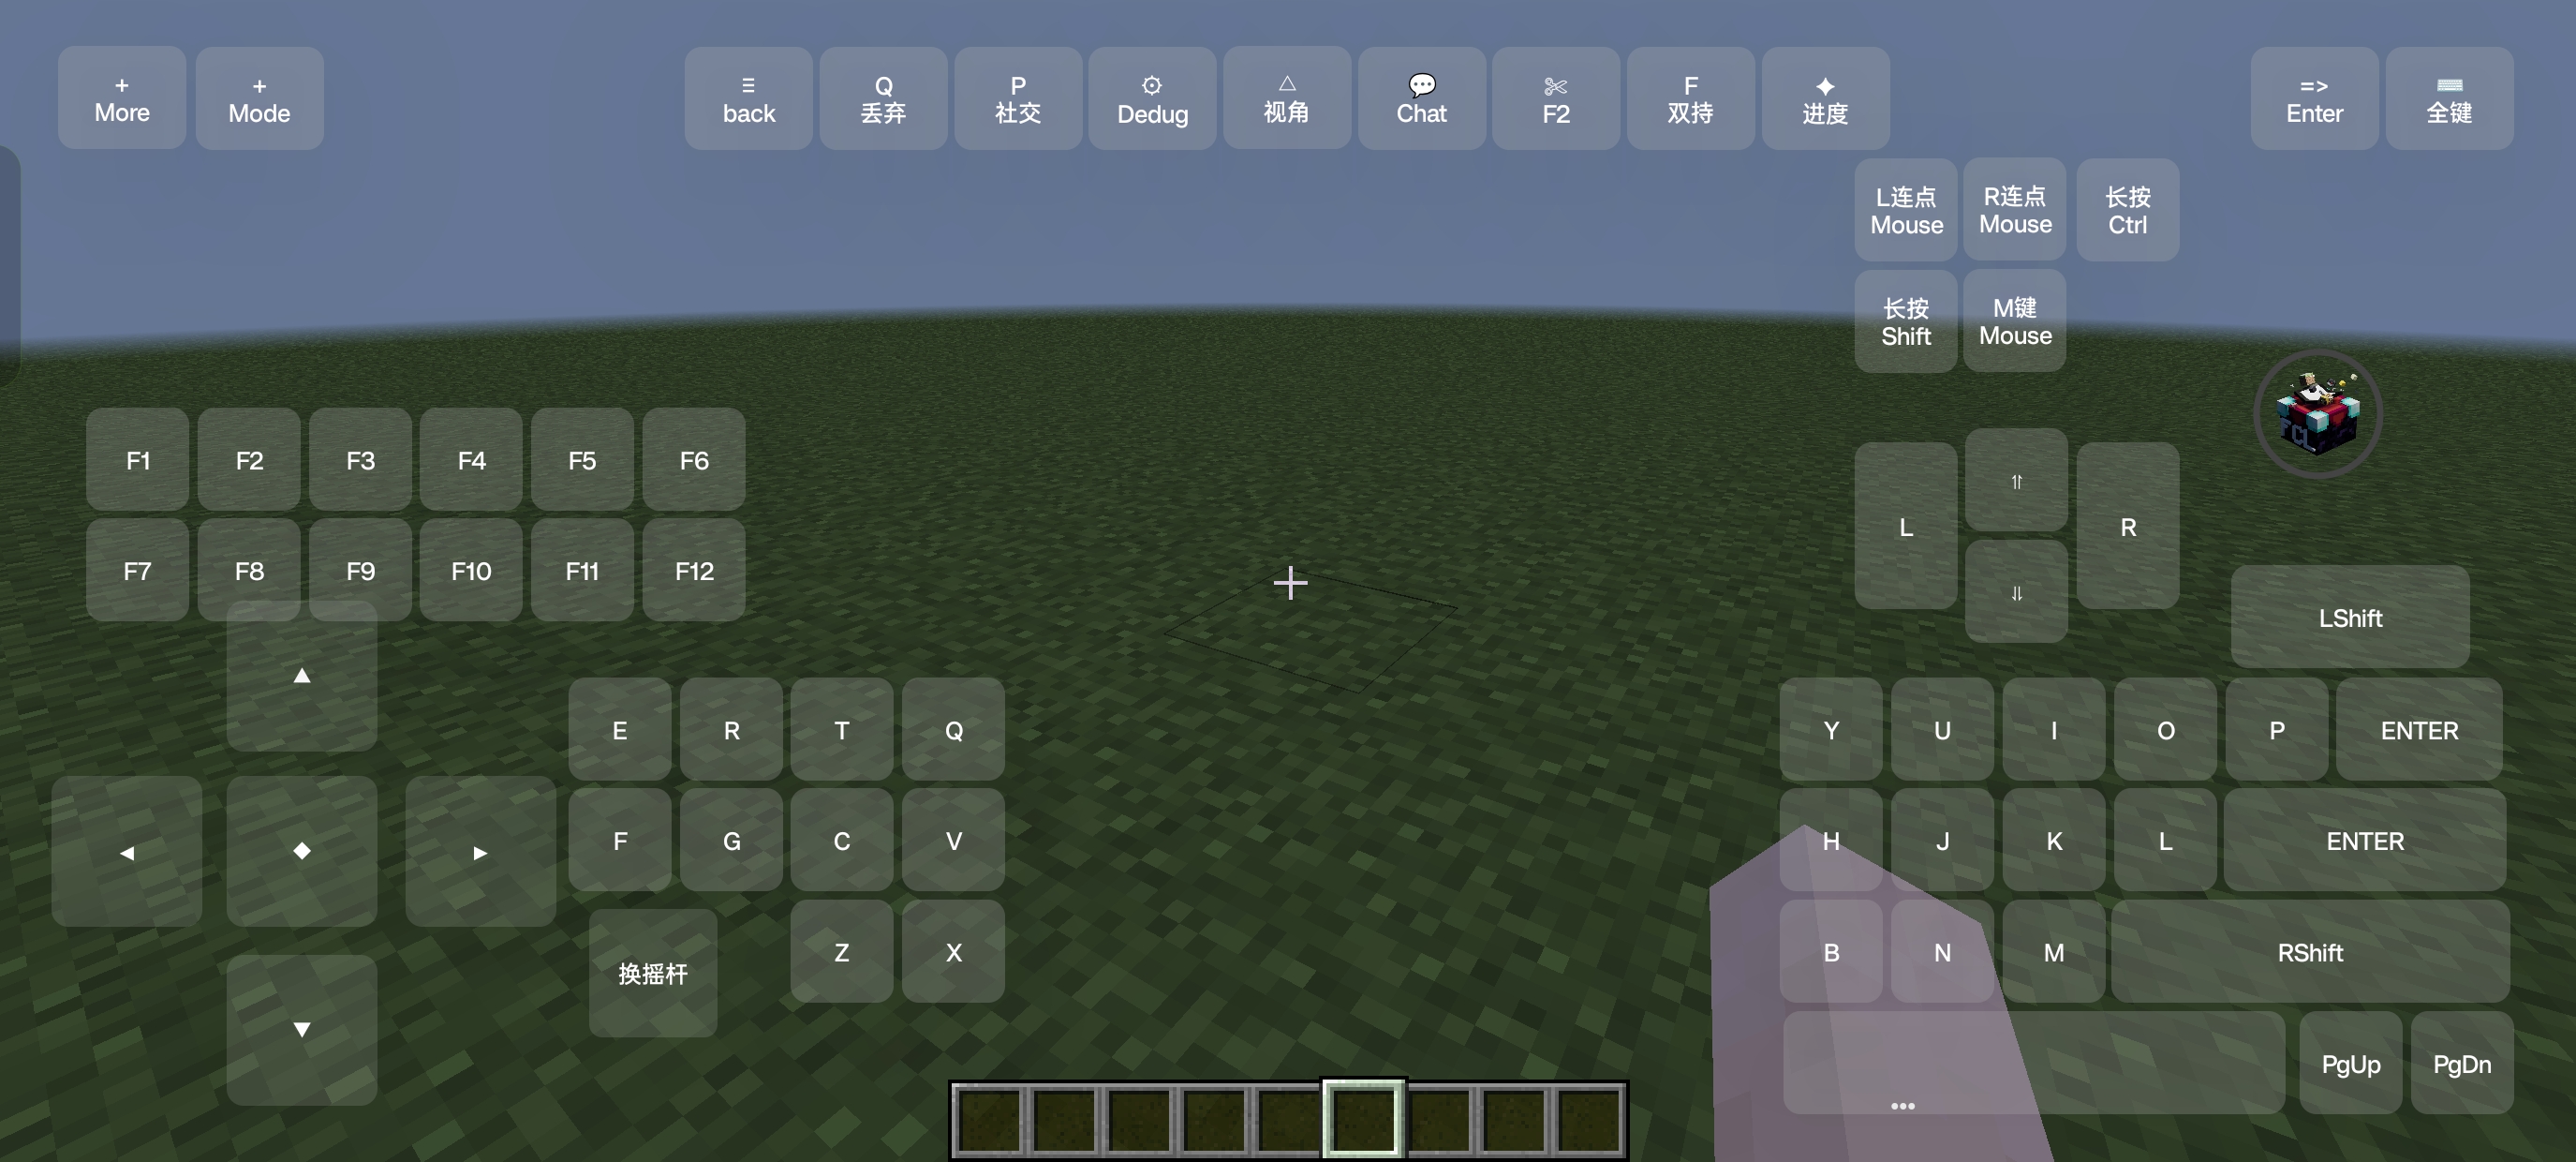 +
More
+
Mode
☰
back
Q
丢弃
P
社交
⚙
Dedug
△
视角
💬
Chat
✄
F2
F
双持
✦
进度
=>
Enter
⌨
全键
L连点
Mouse
R连点
Mouse
长按
Ctrl
长按
Shift
M键
Mouse
FCL
F1 F2 F3 F4 F5 F6
F7 F8 F9 F10 F11 F12
L
⇑
R
⇓
LShift
▲
◀ ◆ ▶
▼
E R T Q
F G C V
换摇杆
Z X
Y U I O P ENTER
H J K L ENTER
B N M RShift
•••
PgUp PgDn